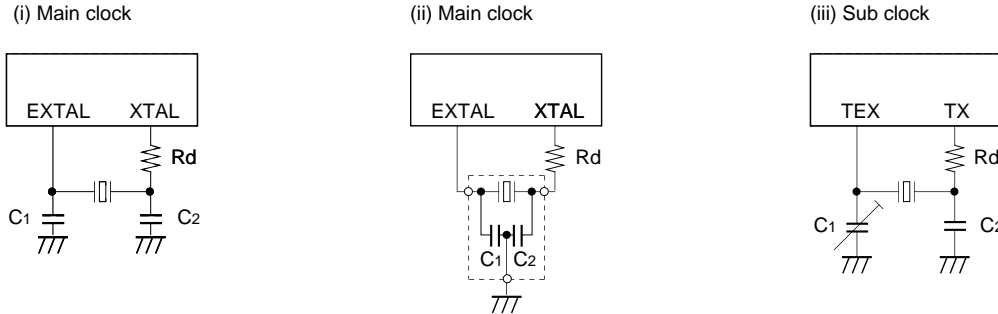 (i) Main clock
EXTAL XTAL
Rd
C1 C2
(ii) Main clock
EXTAL XTAL
Rd
C1 C2
(iii) Sub clock
TEX TX
Rd
C1 C2